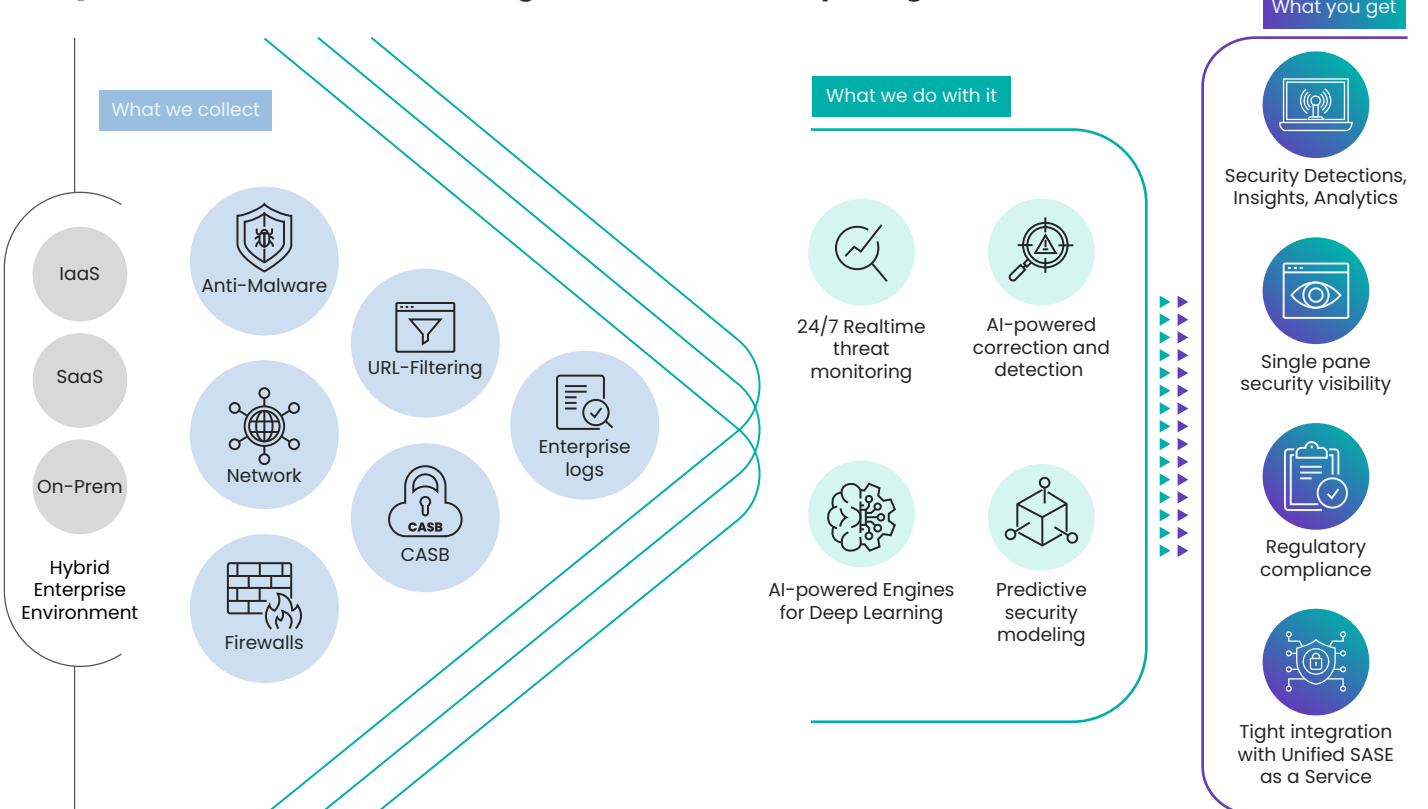 What you get
What we collect
What we do with it
IaaS
SaaS
On-Prem
Hybrid
Enterprise
Environment
Anti-Malware
URL-Filtering
Network
Enterprise
logs
CASB
CASB
Firewalls
24/7 Realtime
threat
monitoring
AI-powered
correction and
detection
AI-powered Engines
for Deep Learning
Predictive
security
modeling
Security Detections,
Insights, Analytics
Single pane
security visibility
Regulatory
compliance
Tight integration
with Unified SASE
as a Service